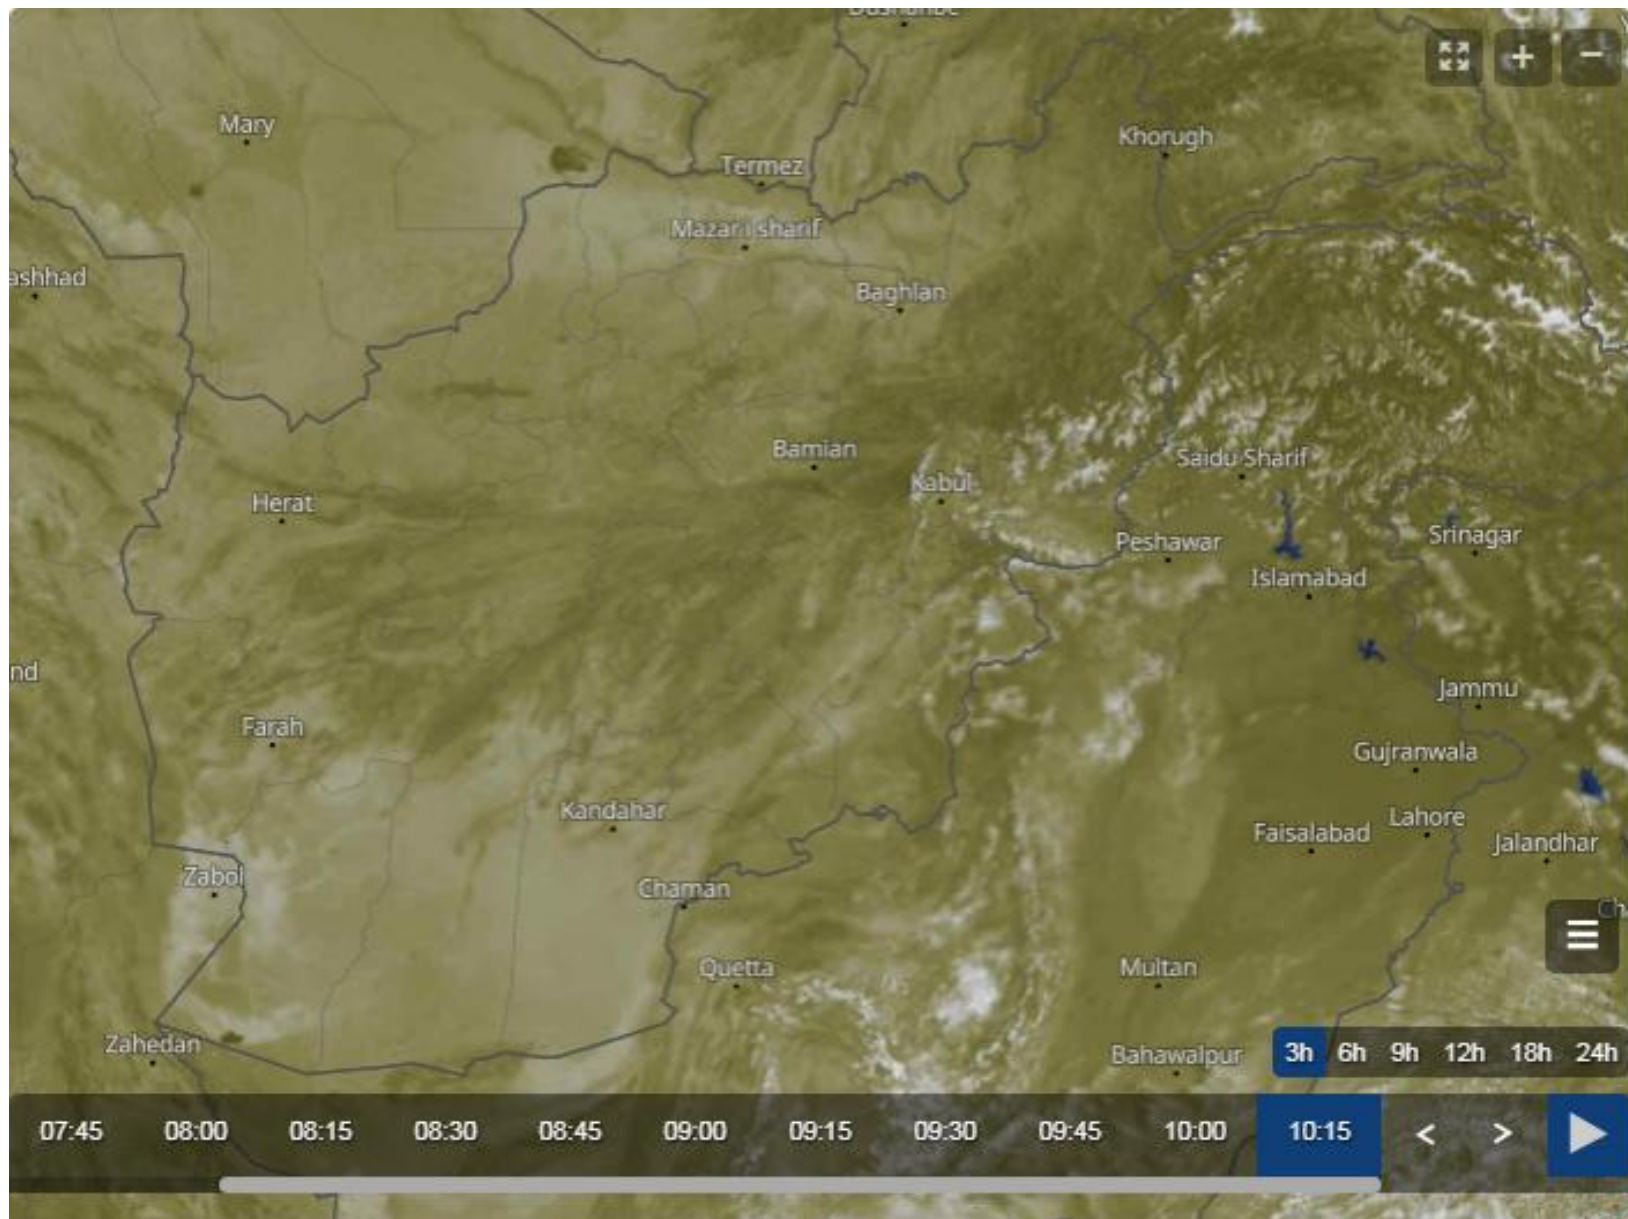 Mary
Khorugh
Termez
Mazar i sharif
ashhad
Baghlan
Bamian
Saidu Sharif
Kabul
Herat
Srinagar
Peshawar
Islamabad
nd
Jammu
Farah
Gujranwala
Kandahar
Lahore
Faisalabad
Jalandhar
Zabol
Chaman
Ch
Quetta
Multan
Zahedan
Bahawalpur
3h 6h 9h 12h 18h 24h
07:45 08:00 08:15 08:30 08:45 09:00 09:15 09:30 09:45 10:00 10:15 < >